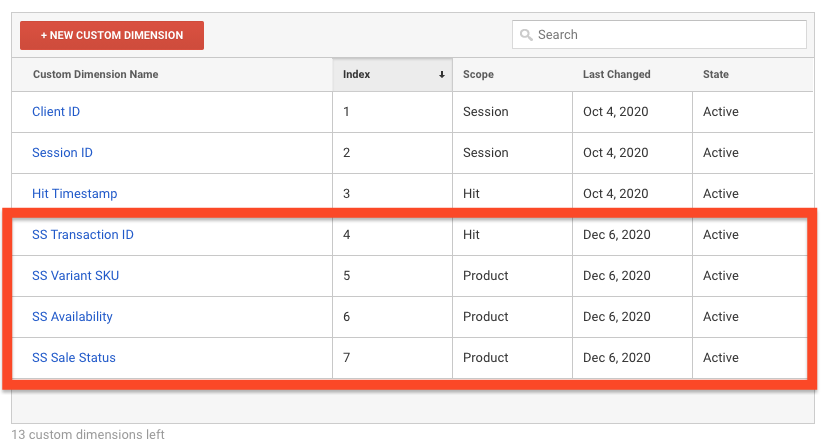 + NEW CUSTOM DIMENSION Search
Custom Dimension Name Index Scope Last Changed State
Client ID 1 Session Oct 4, 2020 Active
Session ID 2 Session Oct 4, 2020 Active
Hit Timestamp 3 Hit Oct 4, 2020 Active
SS Transaction ID 4 Hit Dec 6, 2020 Active
SS Variant SKU 5 Product Dec 6, 2020 Active
SS Availability 6 Product Dec 6, 2020 Active
SS Sale Status 7 Product Dec 6, 2020 Active
13 custom dimensions left